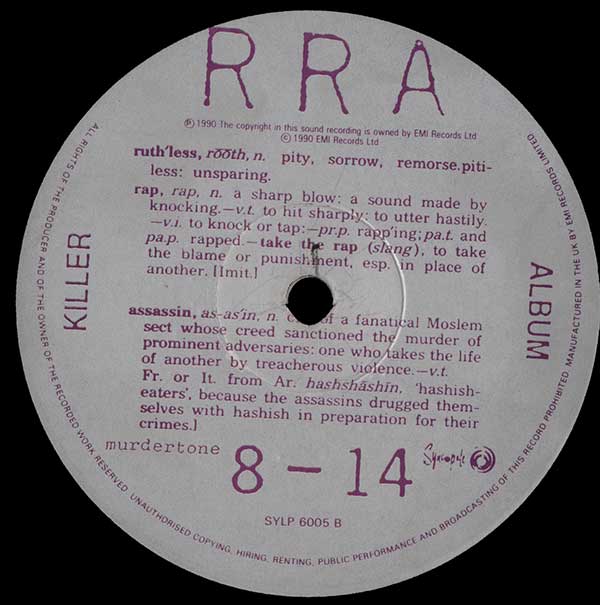 RRA
Ⓟ 1990 The copyright in this sound recording is owned by EMI Records Ltd
© 1990 EMI Records Ltd
ruth'less, rōōth, n. pity, sorrow, remorse.piti-
less: unsparing.
rap, rap, n. a sharp blow: a sound made by
knocking.—v.t. to hit sharply: to utter hastily.
—v.i. to knock or tap:—pr.p. rapp'ing; pa.t. and
pa.p. rapped.—take the rap (slang), to take
the blame or punishment, esp. in place of
another. [Imit.]
KILLER
ALBUM
assassin, as-as'in, n. of a fanatical Moslem
sect whose creed sanctioned the murder of
prominent adversaries: one who takes the life
of another by treacherous violence.—v.t.
Fr. or It. from Ar. hashshāshīn, 'hashish-
eaters', because the assassins drugged them-
selves with hashish in preparation for their
crimes.]
murdertone
8 – 14
Syncopate
SYLP 6005 B
ALL RIGHTS OF THE PRODUCER AND OF THE OWNER OF THE RECORDED WORK RESERVED. UNAUTHORISED COPYING, HIRING, RENTING, PUBLIC PERFORMANCE AND BROADCASTING OF THIS RECORD PROHIBITED. MANUFACTURED IN THE UK BY EMI RECORDS LIMITED